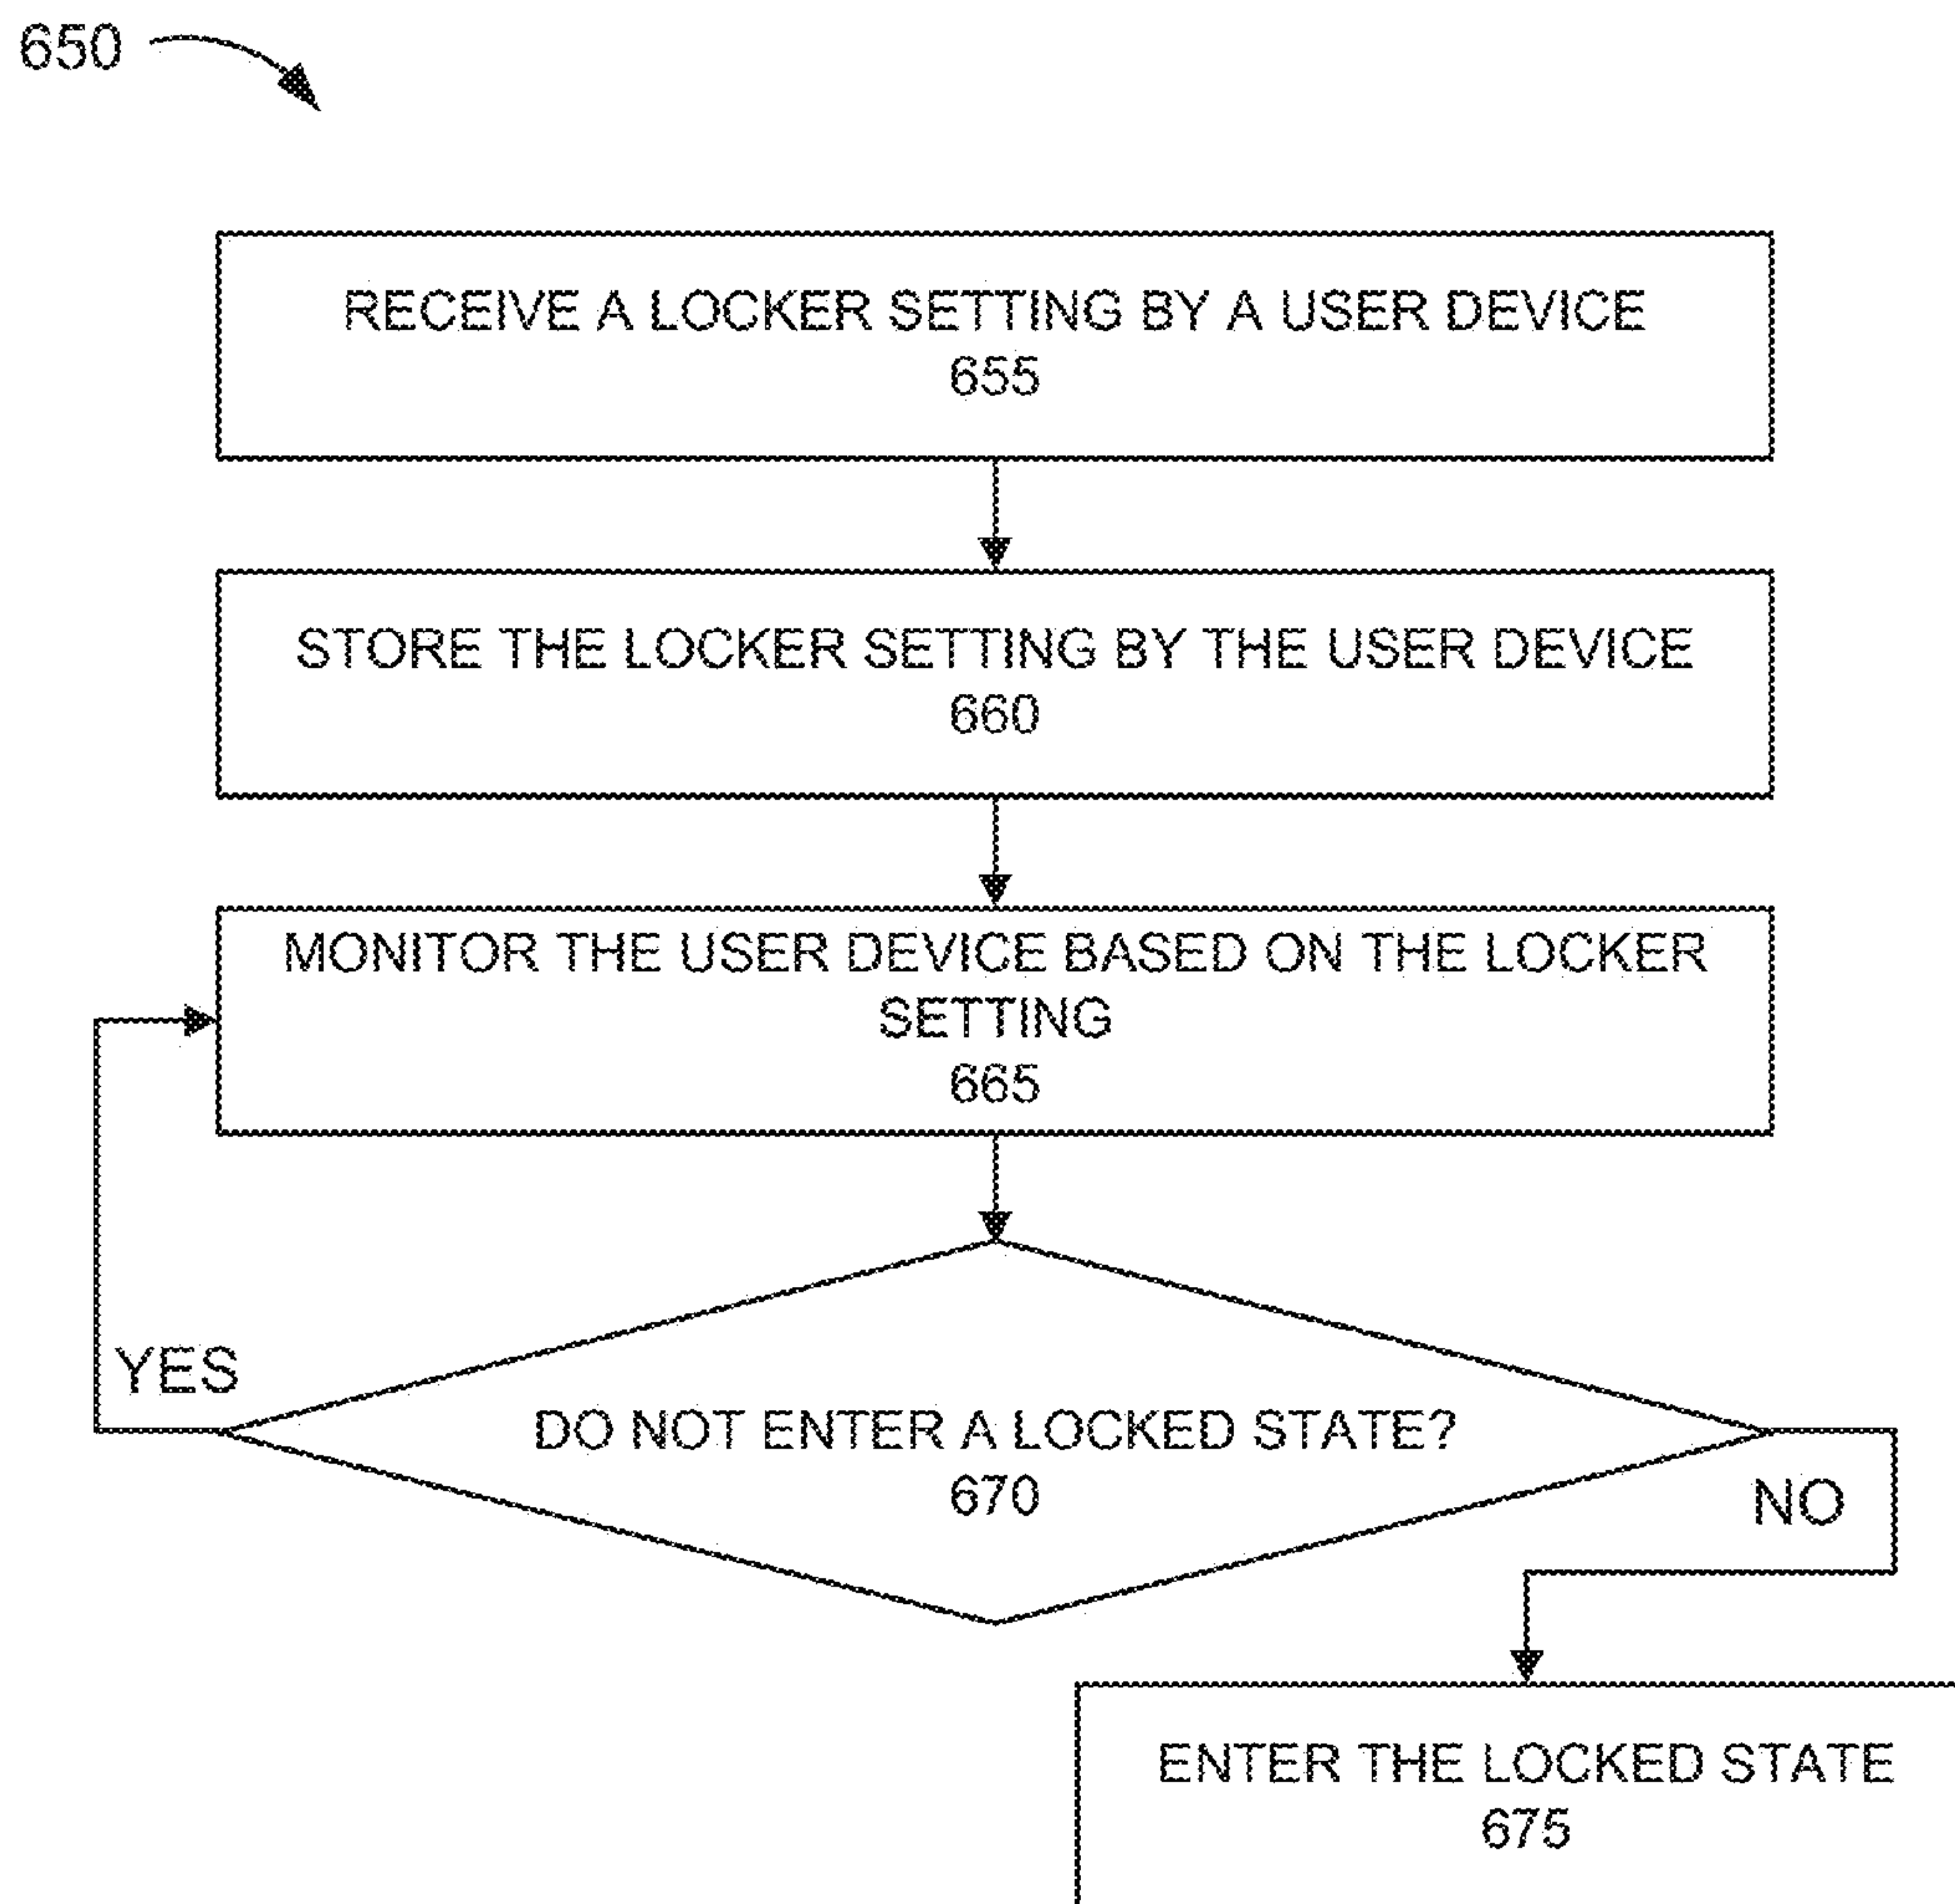 650
RECEIVE A LOCKER SETTING BY A USER DEVICE
655
STORE THE LOCKER SETTING BY THE USER DEVICE
660
MONITOR THE USER DEVICE BASED ON THE LOCKER
SETTING
665
YES
DO NOT ENTER A LOCKED STATE?
670
NO
ENTER THE LOCKED STATE
675